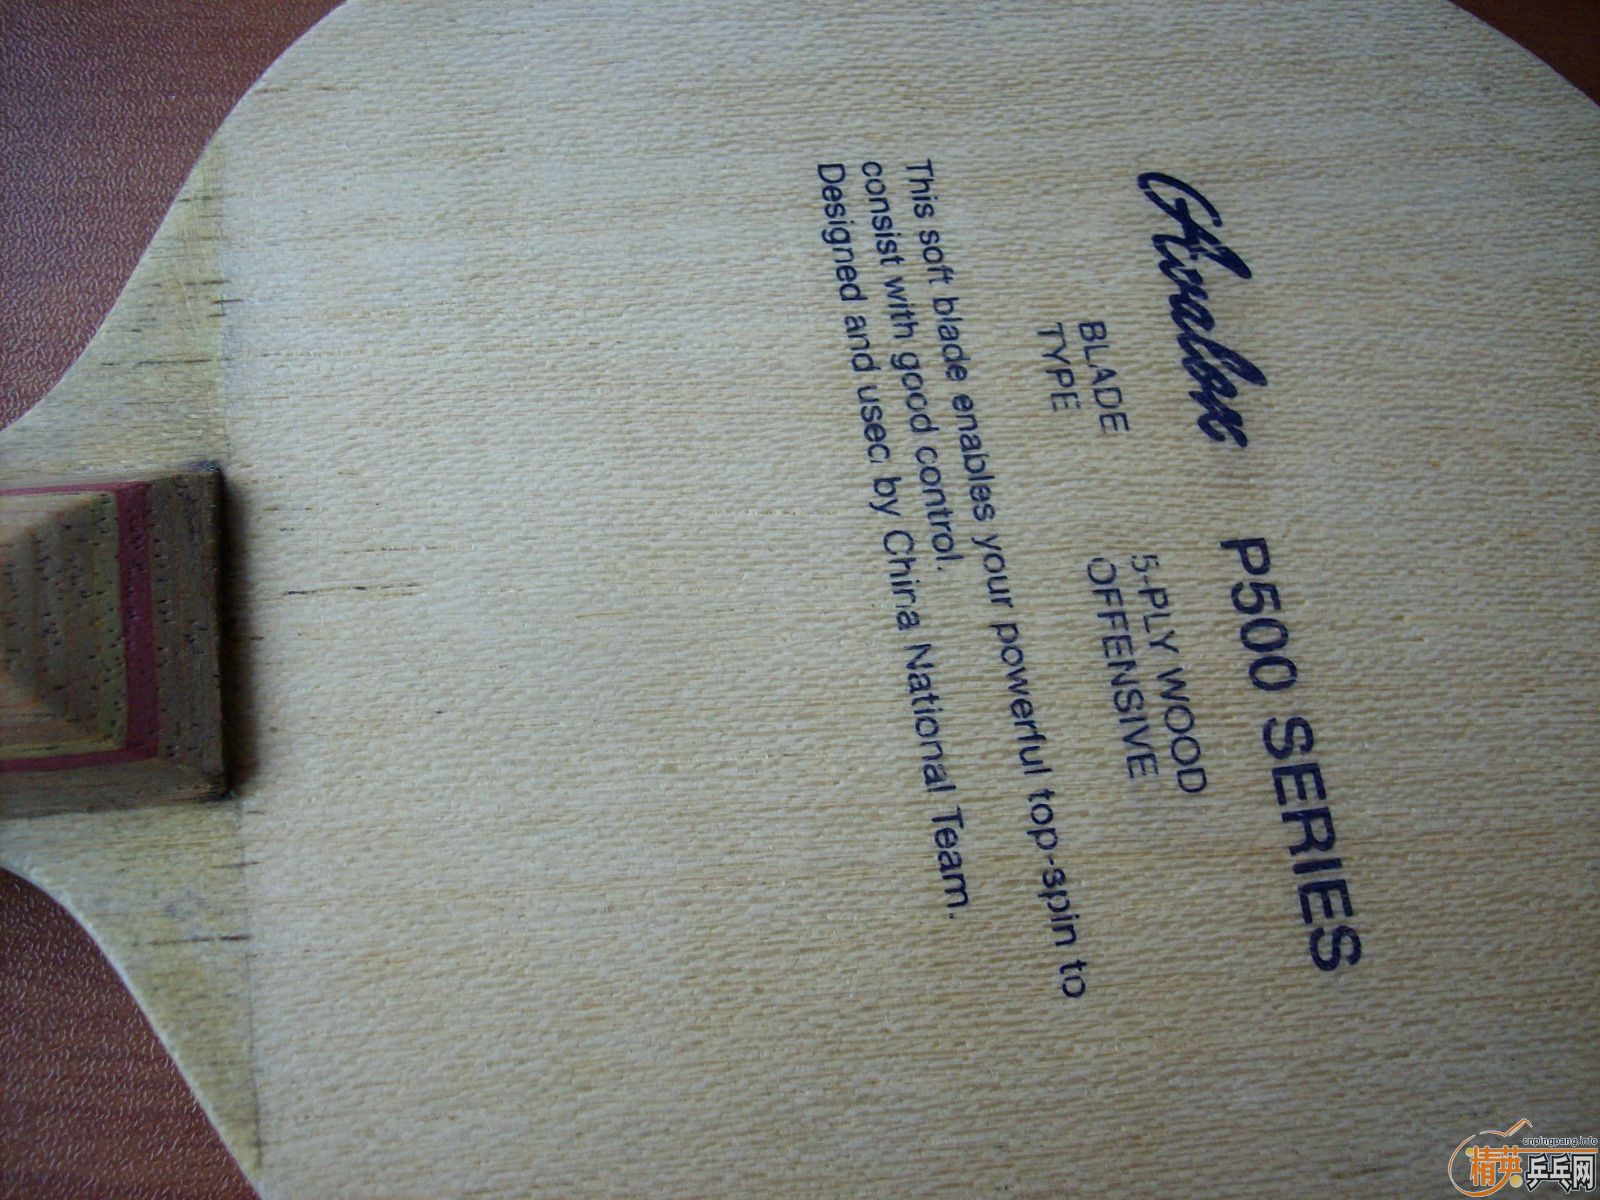 Avalox P500 SERIES
BLADE 5-PLY WOOD
TYPE OFFENSIVE
This soft blade enables your powerful top-spin to
consist with good control.
Designed and used by China National Team.
cnpingpang.info
精英乒乓网